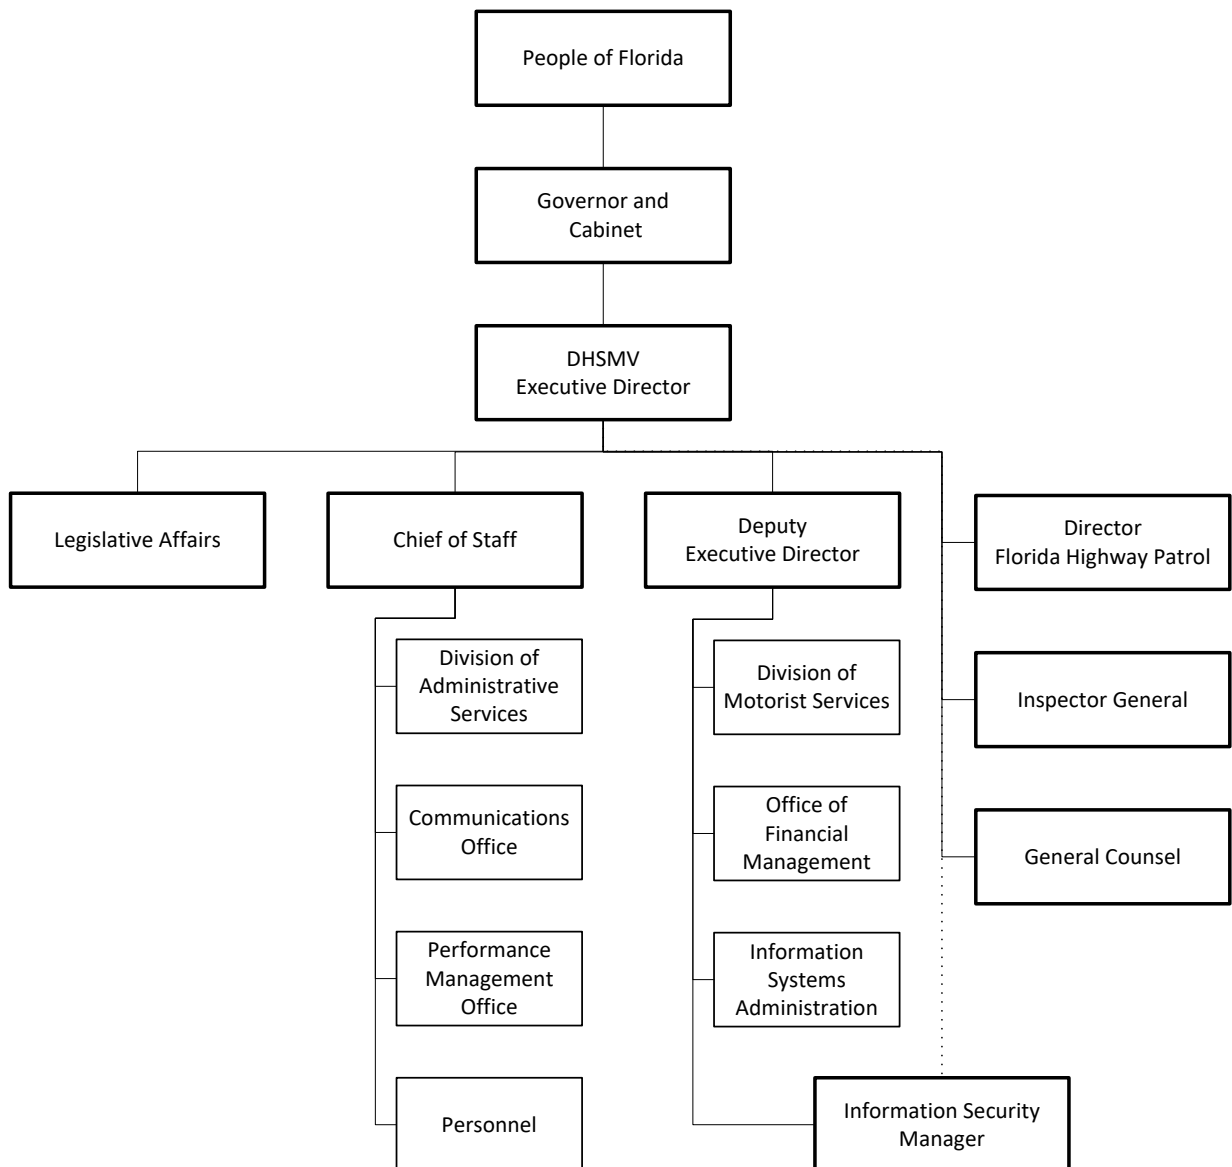 People of Florida
Governor and
Cabinet
DHSMV
Executive Director
Legislative Affairs
Chief of Staff
Deputy
Executive Director
Director
Florida Highway Patrol
Division of
Administrative
Services
Division of
Motorist Services
Inspector General
Communications
Office
Office of
Financial
Management
General Counsel
Performance
Management
Office
Information
Systems
Administration
Personnel
Information Security
Manager